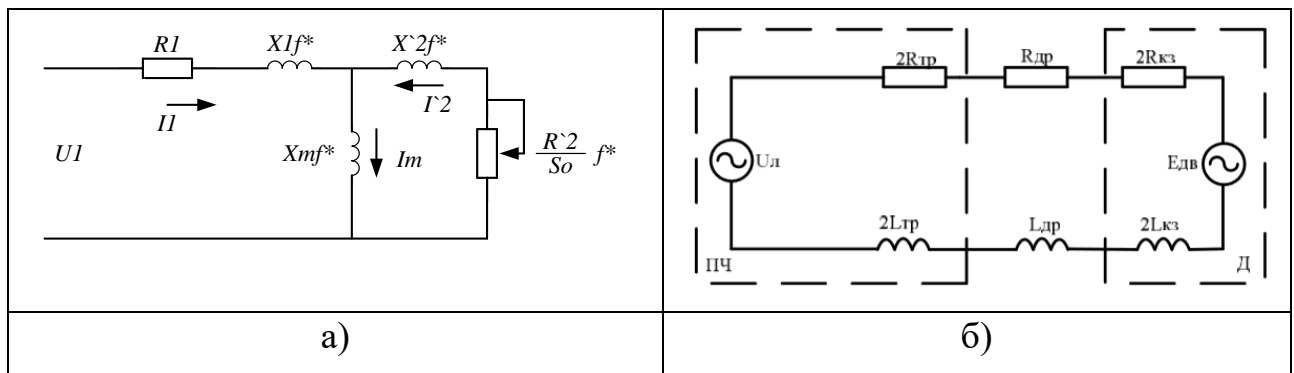 R1
X1f*
X`2f*
I1
I`2
U1
Xmf*
Im
R`2
So
f*
а)
2Rтр
Rдр
2Rкз
Uл
Eдв
2Lтр
Lдр
2Lкз
ПЧ
Д
б)